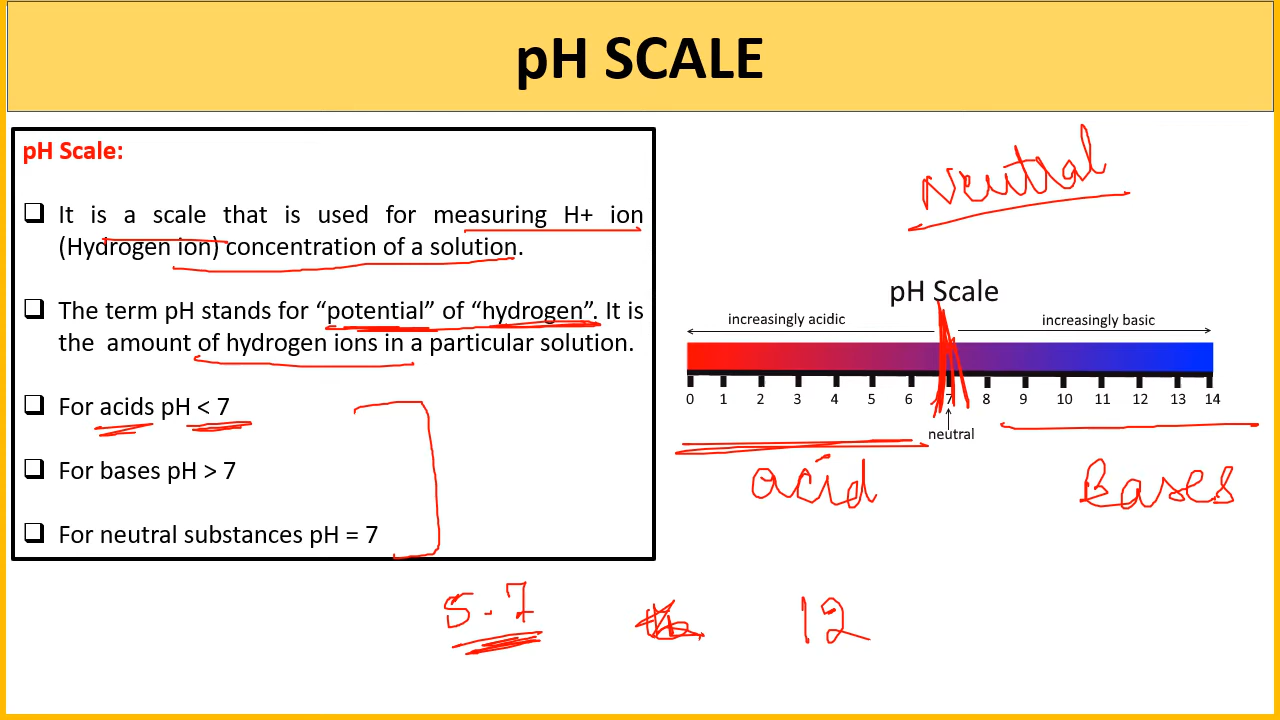 pH SCALE
pH Scale:
It is a scale that is used for measuring H+ ion
(Hydrogen ion) concentration of a solution.
The term pH stands for “potential” of “hydrogen”. It is
the amount of hydrogen ions in a particular solution.
For acids pH < 7
For bases pH > 7
For neutral substances pH = 7
Neutral
pH Scale
increasingly acidic
increasingly basic
0 1 2 3 4 5 6 7 8 9 10 11 12 13 14
neutral
acid
Bases
5.7
12